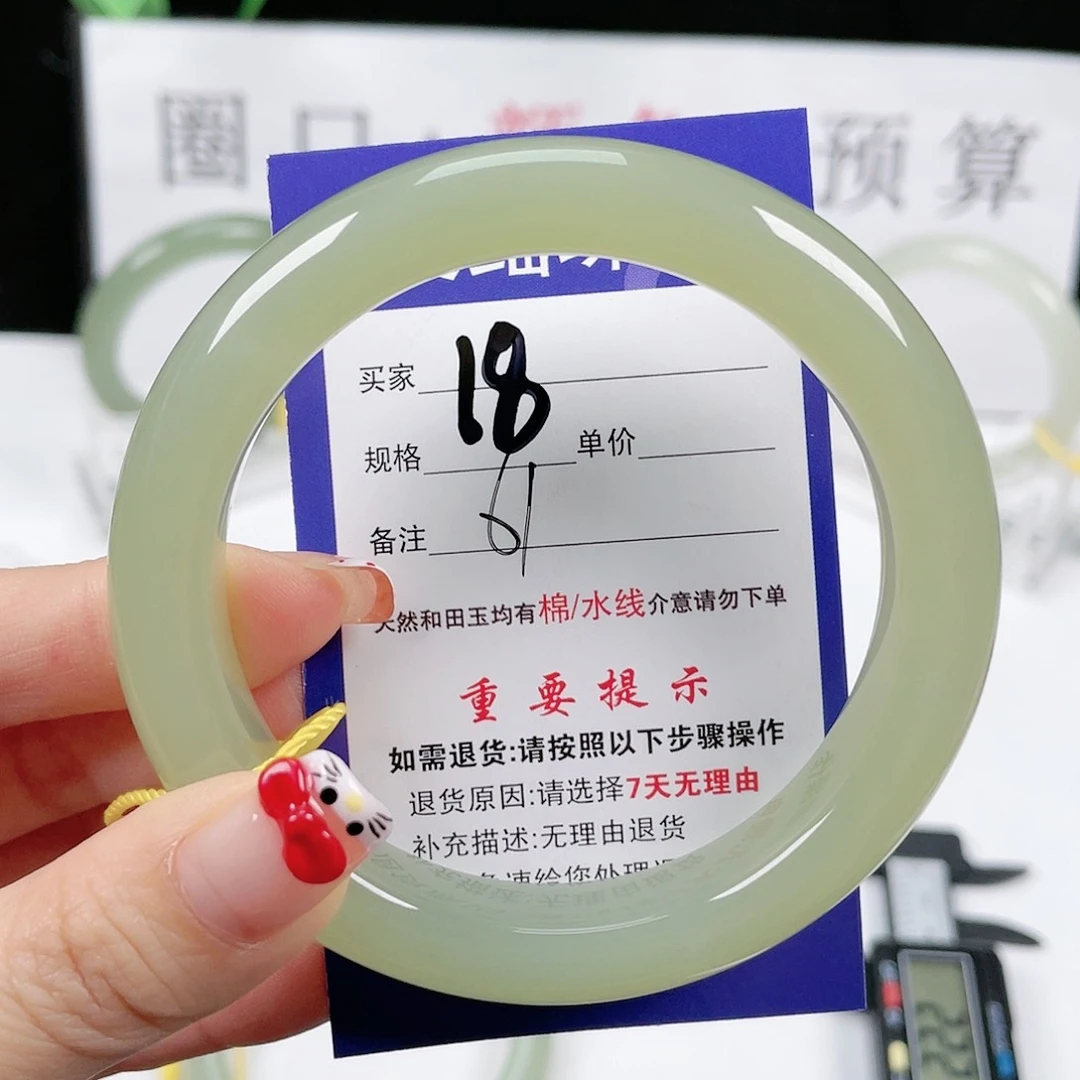 圈口+颜色 预算
买家
18
规格 单价
61
备注
天然和田玉均有棉/水线介意请勿下单
重要提示
如需退货:请按照以下步骤操作
退货原因:请选择7天无理由
补充描述:无理由退货